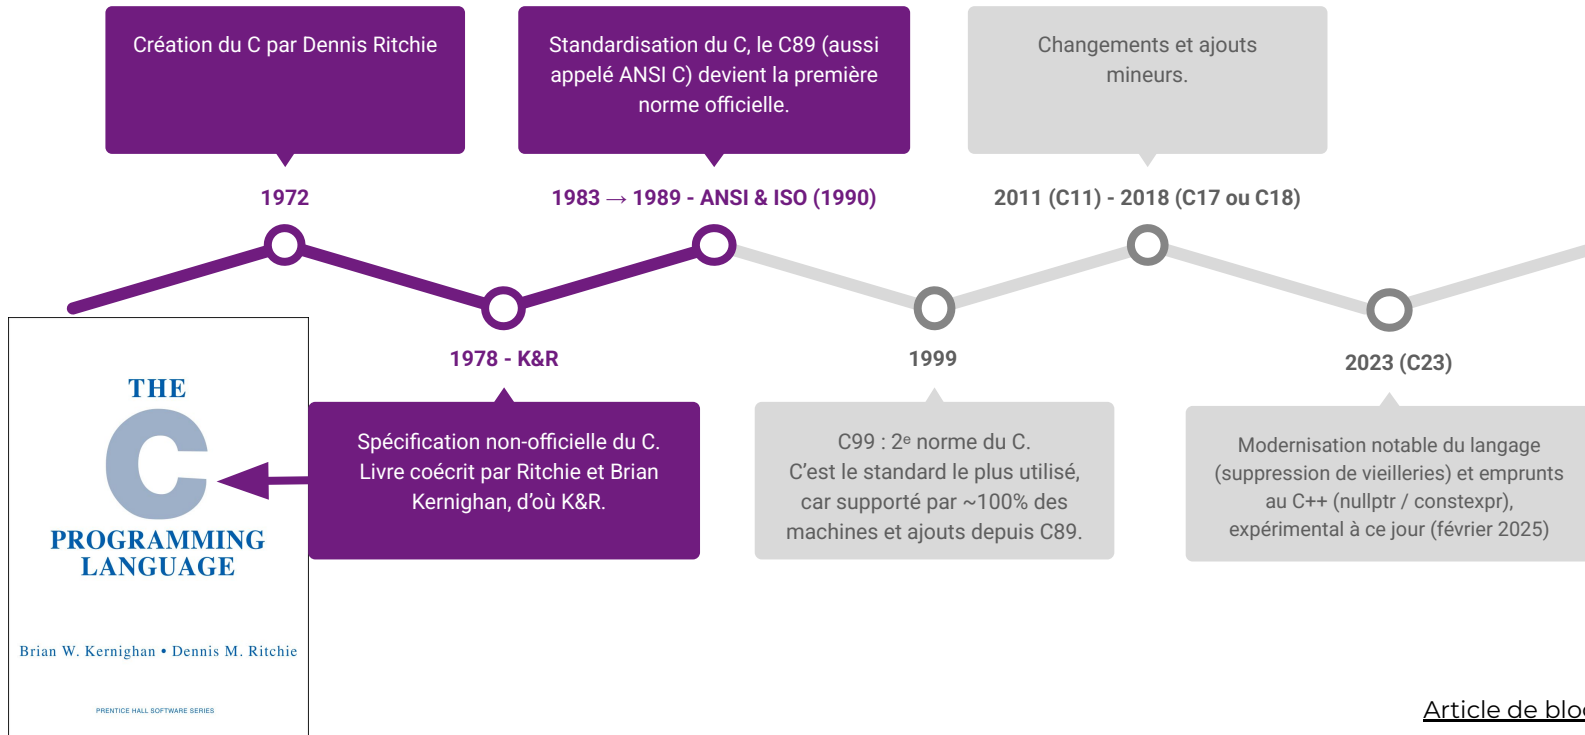 Création du C par Dennis Ritchie
Standardisation du C, le C89 (aussi
appelé ANSI C) devient la première
norme officielle.
Changements et ajouts
mineurs.
1972
1983 → 1989 - ANSI & ISO (1990)
2011 (C11) - 2018 (C17 ou C18)
1978 - K&R
1999
2023 (C23)
THE
C
PROGRAMMING
LANGUAGE
Brian W. Kernighan • Dennis M. Ritchie
PRENTICE HALL SOFTWARE SERIES
Spécification non-officielle du C.
Livre coécrit par Ritchie et Brian
Kernighan, d’où K&R.
C99 : 2ᵉ norme du C.
C’est le standard le plus utilisé,
car supporté par ~100% des
machines et ajouts depuis C89.
Modernisation notable du langage
(suppression de vieilleries) et emprunts
au C++ (nullptr / constexpr),
expérimental à ce jour (février 2025)
Article de blo